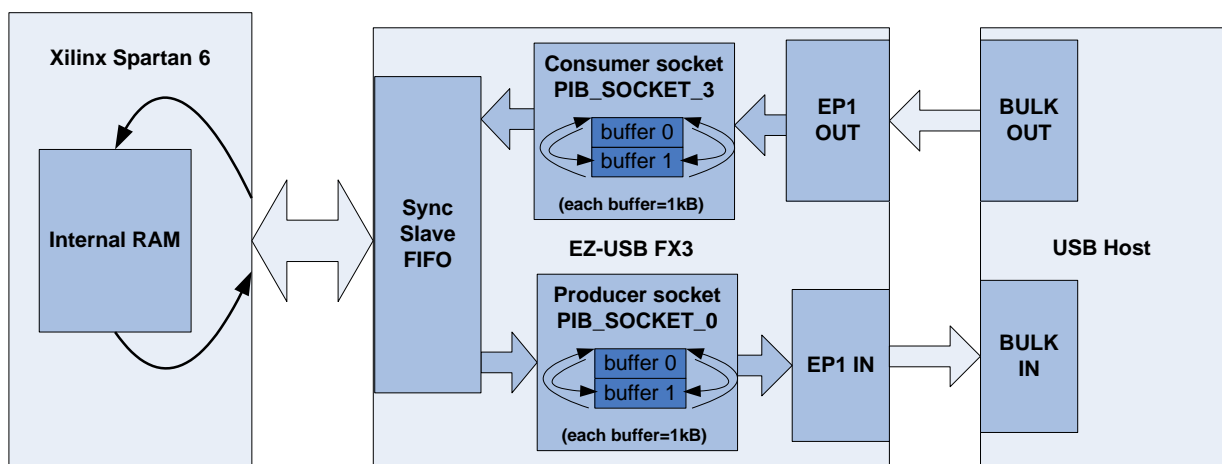 Xilinx Spartan 6
Internal RAM
Sync
Slave
FIFO
Consumer socket
PIB_SOCKET_3
buffer 0
buffer 1
(each buffer=1kB)
EP1
OUT
BULK
OUT
EZ-USB FX3
USB Host
Producer socket
PIB_SOCKET_0
buffer 0
buffer 1
(each buffer=1kB)
EP1 IN
BULK
IN